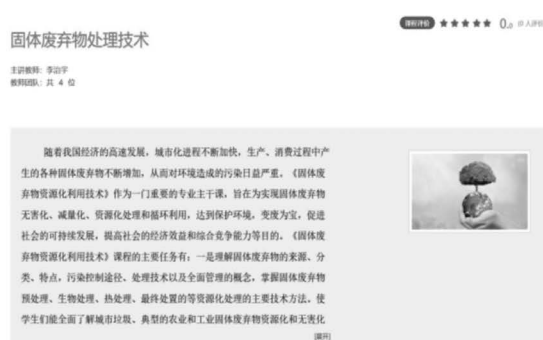 课程评价 ★★★★★ 0.0 (0 人评价
固体废弃物处理技术
主讲教师：李治宇
教师团队：共 4 位
随着我国经济的高速发展，城市化进程不断加快，生产、消费过程中产
生的各种固体废弃物不断增加，从而对环境造成的污染日益严重。《固体废
弃物资源化利用技术》作为一门重要的专业主干课，旨在为实现固体废弃物
无害化、减量化、资源化处理和循环利用，达到保护环境，变废为宝，促进
社会的可持续发展，提高社会的经济效益和综合竞争能力等目的。《固体废
弃物资源化利用技术》课程的主要任务有：一是理解固体废弃物的来源、分
类、特点，污染控制途径、处理技术以及全面管理的概念，掌握固体废弃物
预处理、生物处理、热处理、最终处置的等资源化处理的主要技术方法，使
学生们能全面了解城市垃圾、典型的农业和工业固体废弃物资源化和无害化
[展开]